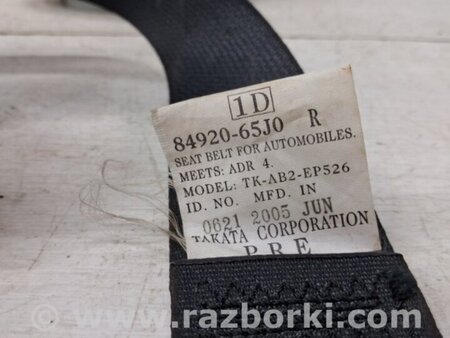 1D
84920-65J0 R
SEAT BELT FOR AUTOMOBILES.
MEETS: ADR 4.
MODEL: TK-AB2-EP526
ID. NO. MFD. IN
0621 2005 JUN
TAKATA CORPORATION
P.R.E
www.razborki.com